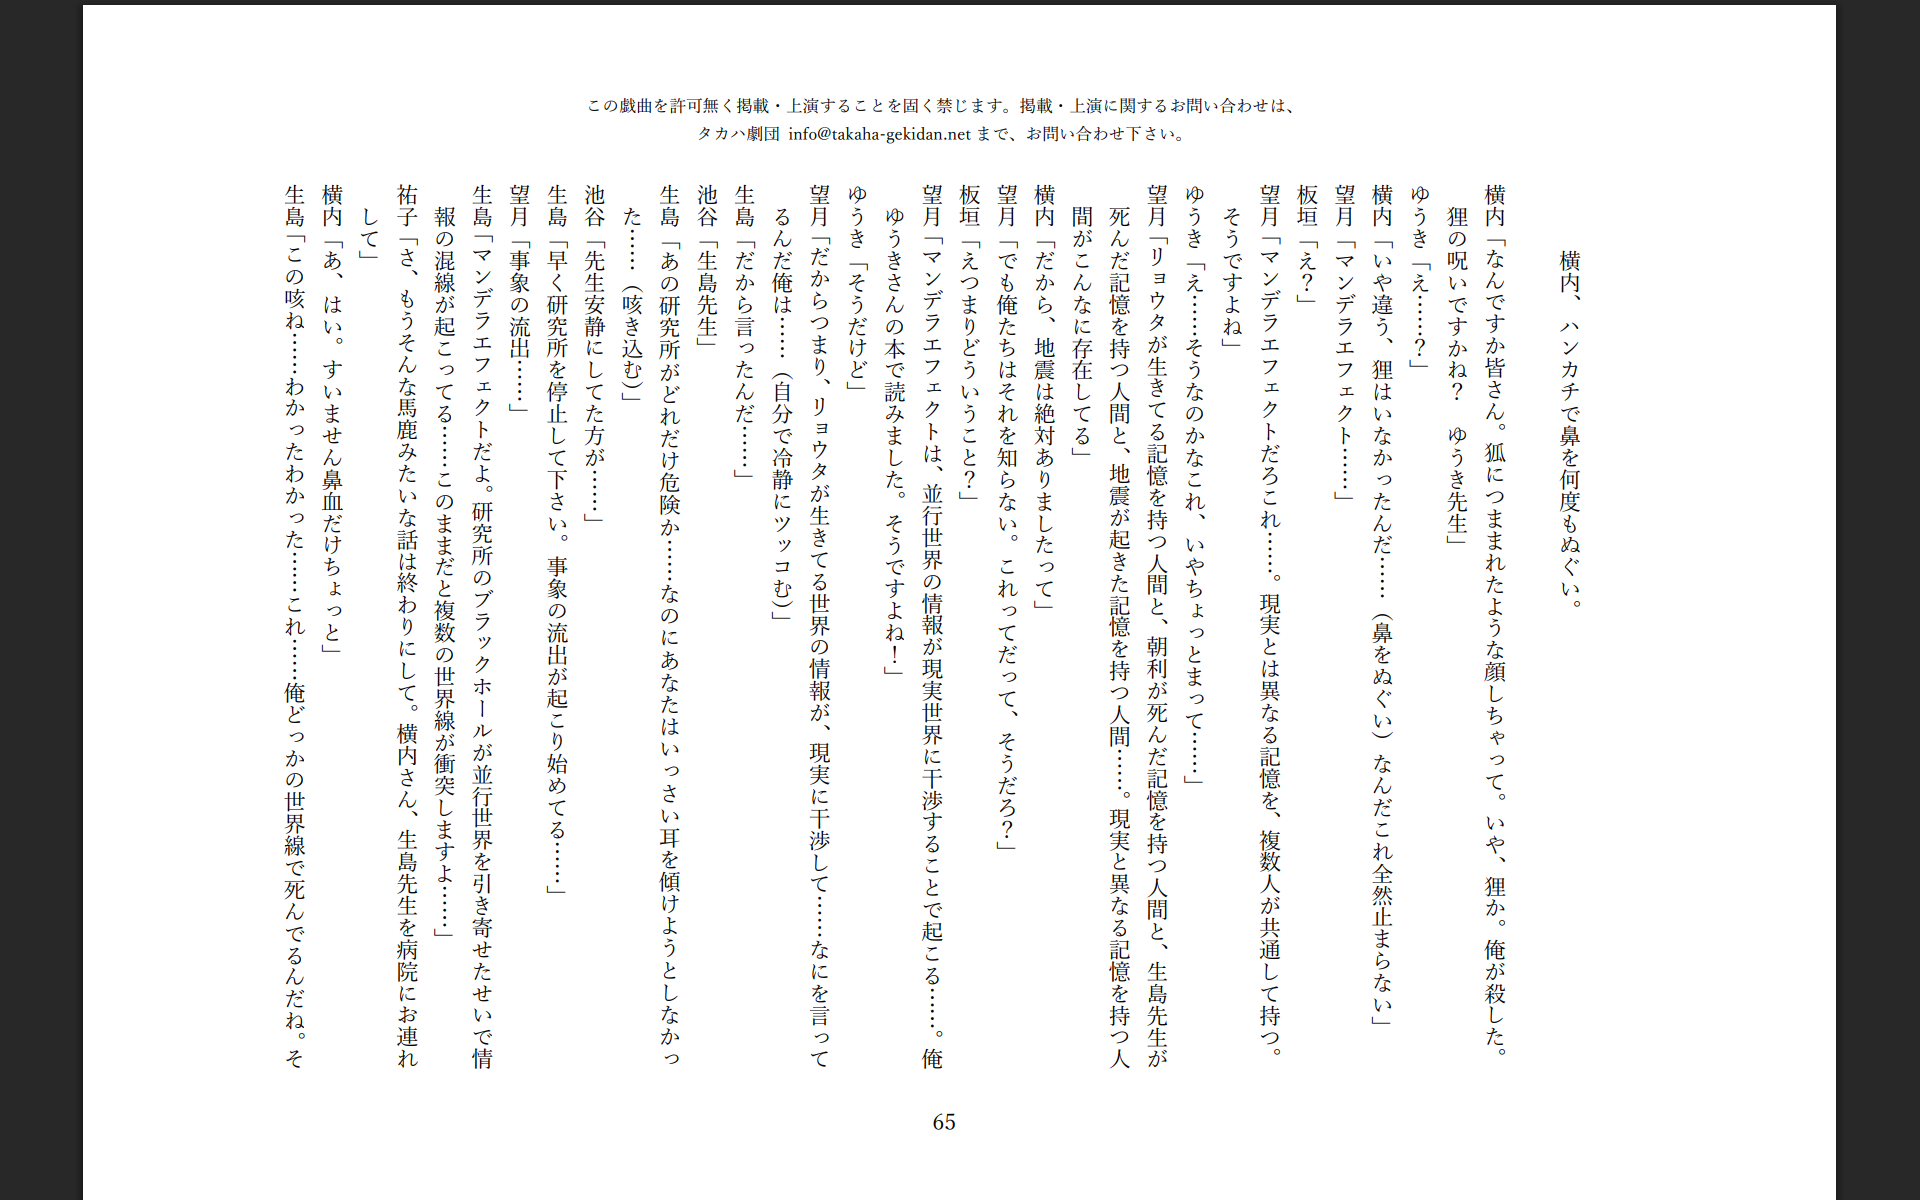 この戯曲を許可無く掲載・上演することを固く禁じます。掲載・上演に関するお問い合わせは、
タカハ劇団 info@takaha-gekidan.net まで、お問い合わせ下さい。
横内、ハンカチで鼻を何度もぬぐい。
横内「なんですか皆さん。狐につままれたような顔しちゃって。いや、狸か。俺が殺した。
狸の呪いですかね？　ゆうき先生」
ゆうき「え……？」
横内「いや違う、狸はいなかったんだ……（鼻をぬぐい）なんだこれ全然止まらない」
望月「マンデラエフェクト……」
板垣「え？」
望月「マンデラエフェクトだろこれ……。現実とは異なる記憶を、複数人が共通して持つ。
そうですよね」
ゆうき「え……そうなのかなこれ、いやちょっとまって……」
望月「リョウタが生きてる記憶を持つ人間と、朝利が死んだ記憶を持つ人間と、生島先生が
死んだ記憶を持つ人間と、地震が起きた記憶を持つ人間……。現実と異なる記憶を持つ人
間がこんなに存在してる」
横内「だから、地震は絶対ありましたって」
望月「でも俺たちはそれを知らない。これってだって、そうだろ？」
板垣「えつまりどういうこと？」
望月「マンデラエフェクトは、並行世界の情報が現実世界に干渉することで起こる……。俺
ゆうきさんの本で読みました。そうですよね！」
ゆうき「そうだけど」
望月「だからつまり、リョウタが生きてる世界の情報が、現実に干渉して……なにを言って
るんだ俺は……（自分で冷静にツッコむ）」
生島「だから言ったんだ……」
池谷「生島先生」
生島「あの研究所がどれだけ危険か……なのにあなたはいっさい耳を傾けようとしなかっ
た……（咳き込む）」
池谷「先生安静にしてた方が……」
生島「早く研究所を停止して下さい。事象の流出が起こり始めてる……」
望月「事象の流出……」
生島「マンデラエフェクトだよ。研究所のブラックホールが並行世界を引き寄せたせいで情
報の混線が起こってる……このままだと複数の世界線が衝突しますよ……」
祐子「さ、もうそんな馬鹿みたいな話は終わりにして。横内さん、生島先生を病院にお連れ
して」
横内「あ、はい。すいません鼻血だけちょっと」
生島「この咳ね……わかったわかった……これ……俺どっかの世界線で死んでるんだね。そ
65